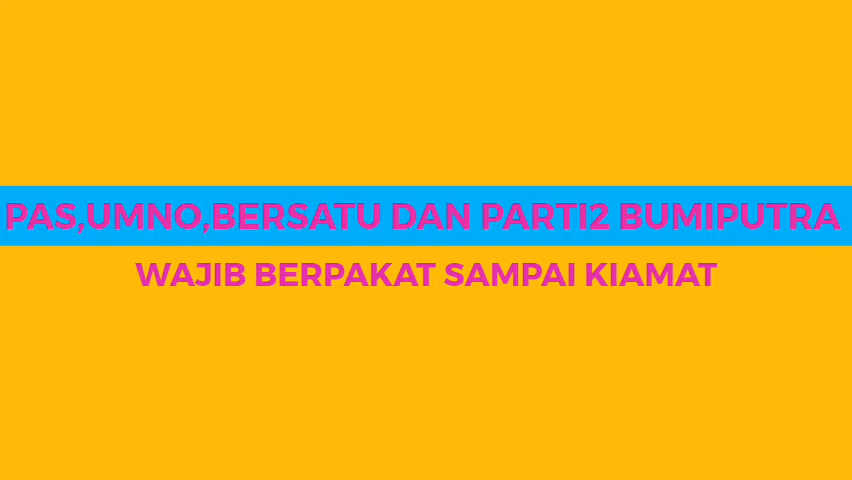 PAS,UMNO,BERSATU DAN PARTI2 BUMIPUTRA
WAJIB BERPAKAT SAMPAI KIAMAT